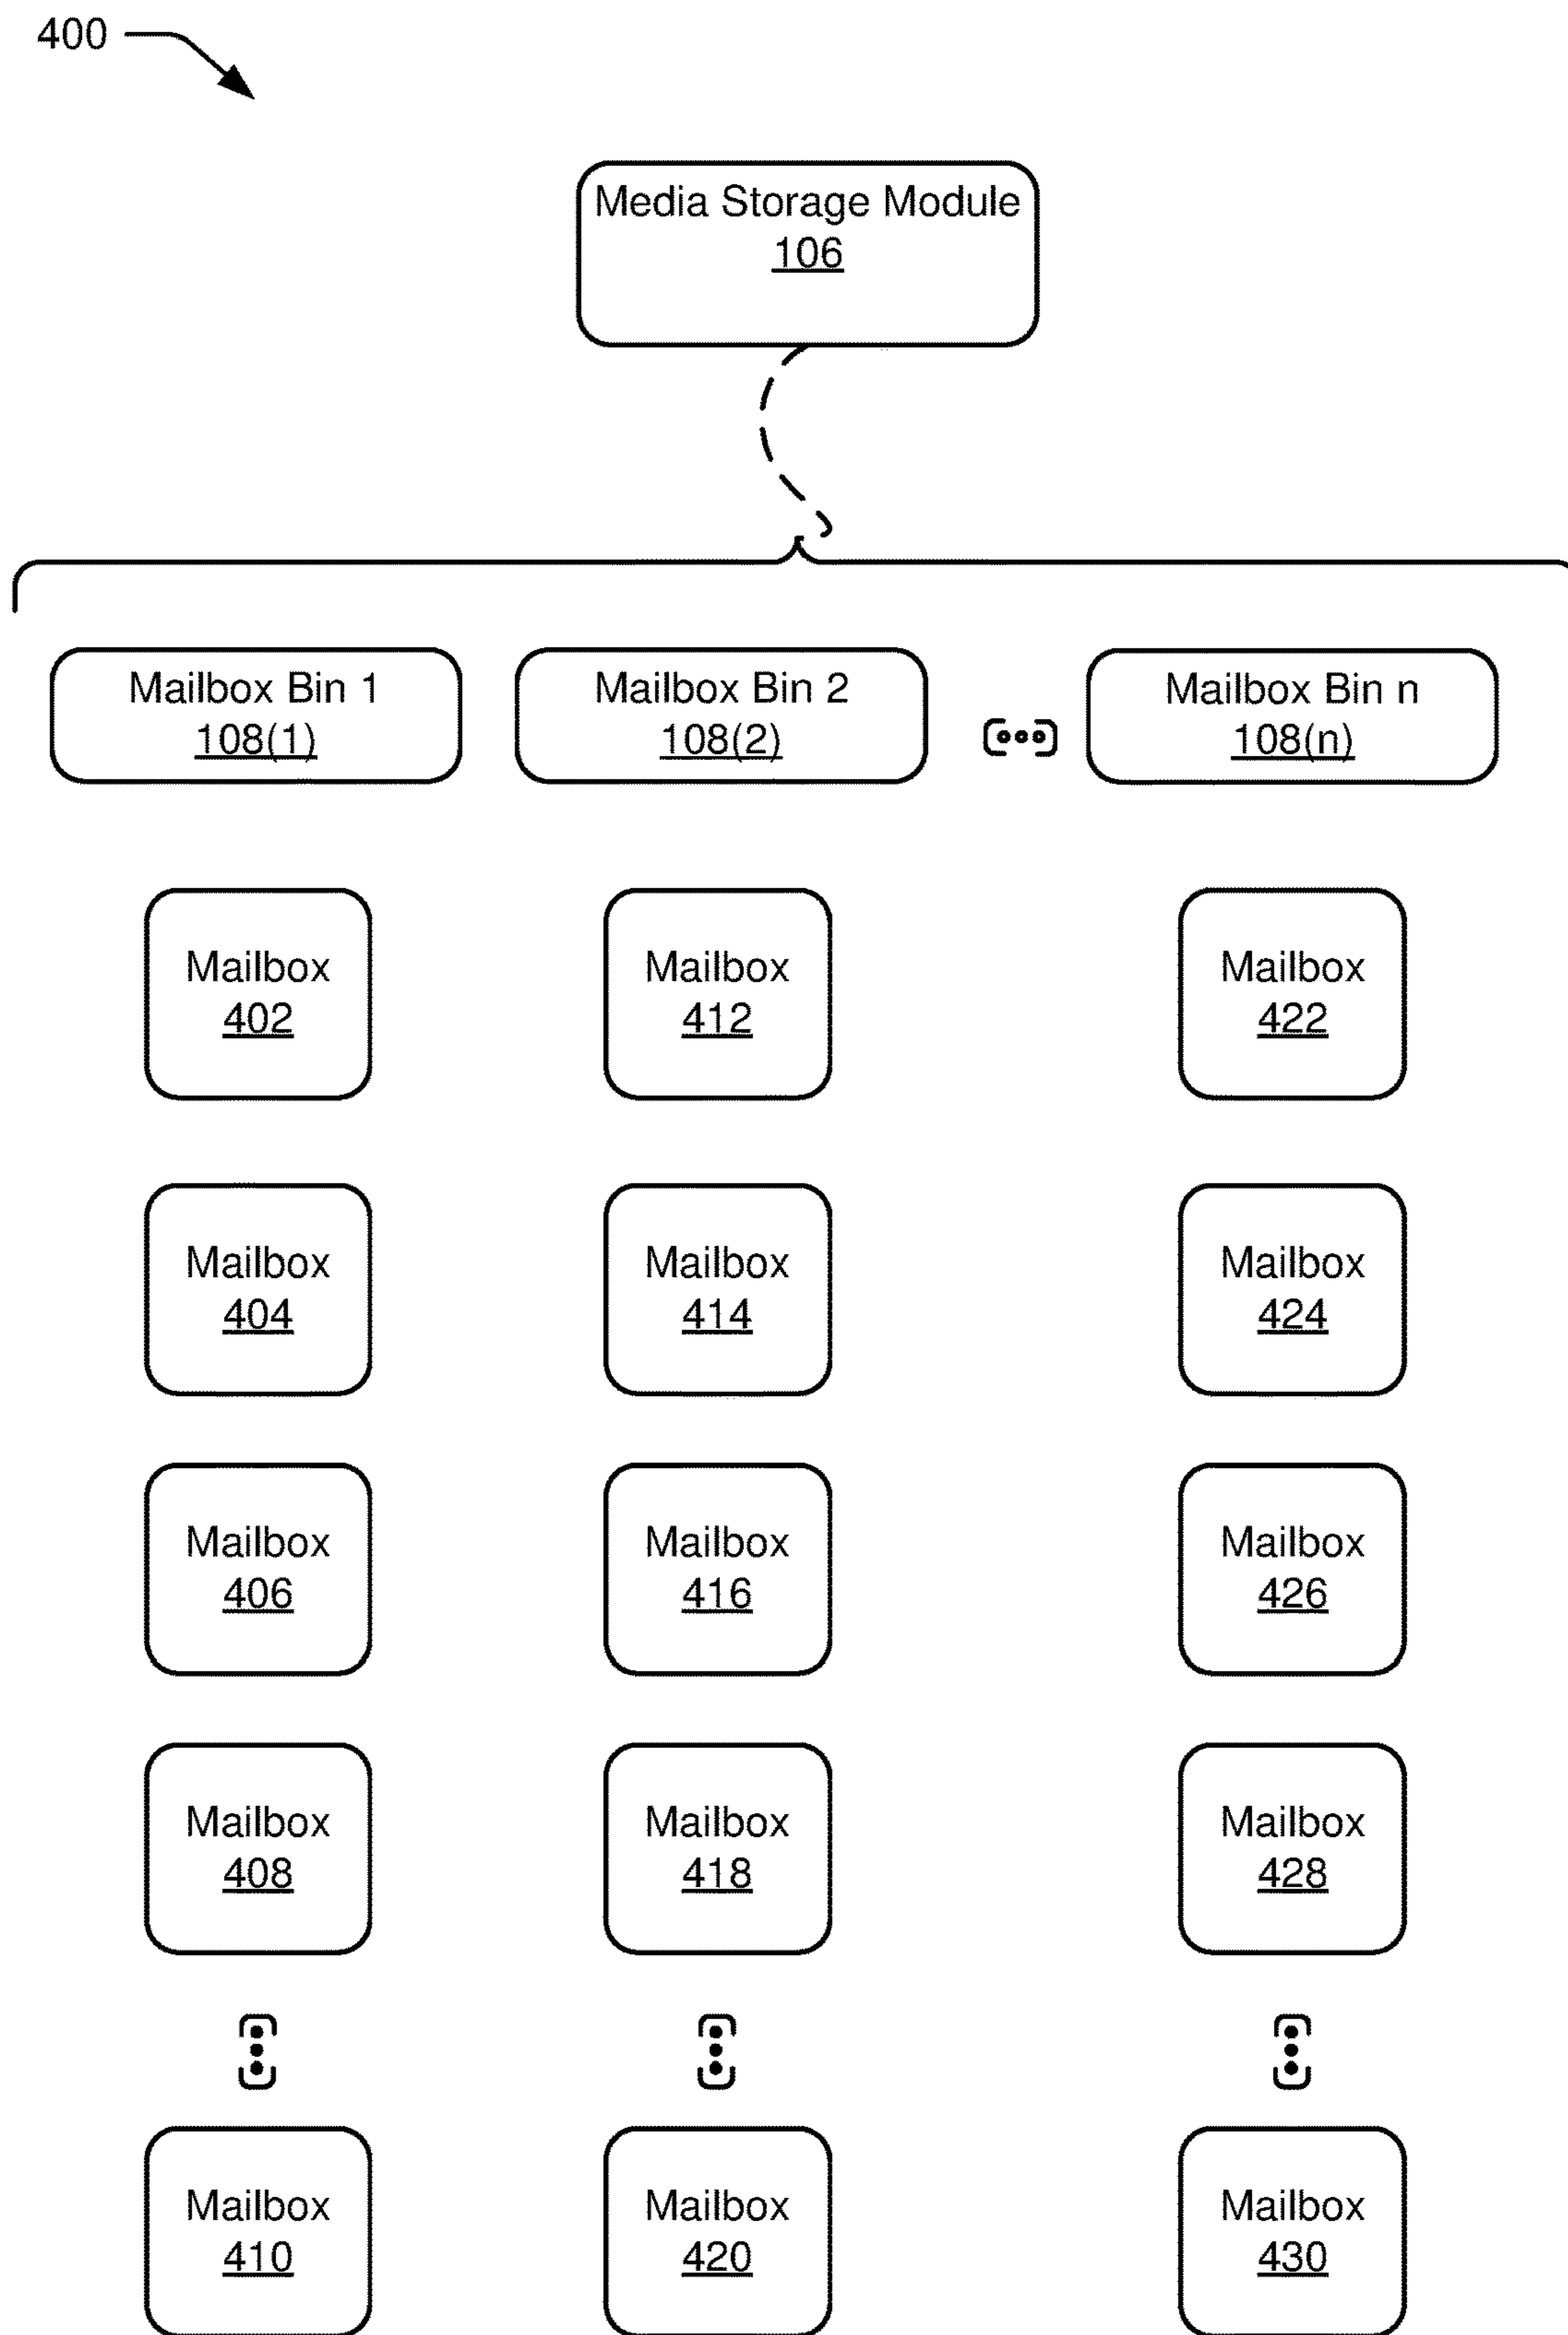 400
Media Storage Module
106
Mailbox Bin 1
108(1)
Mailbox Bin 2
108(2)
Mailbox Bin n
108(n)
Mailbox
402
Mailbox
412
Mailbox
422
Mailbox
404
Mailbox
414
Mailbox
424
Mailbox
406
Mailbox
416
Mailbox
426
Mailbox
408
Mailbox
418
Mailbox
428
Mailbox
410
Mailbox
420
Mailbox
430